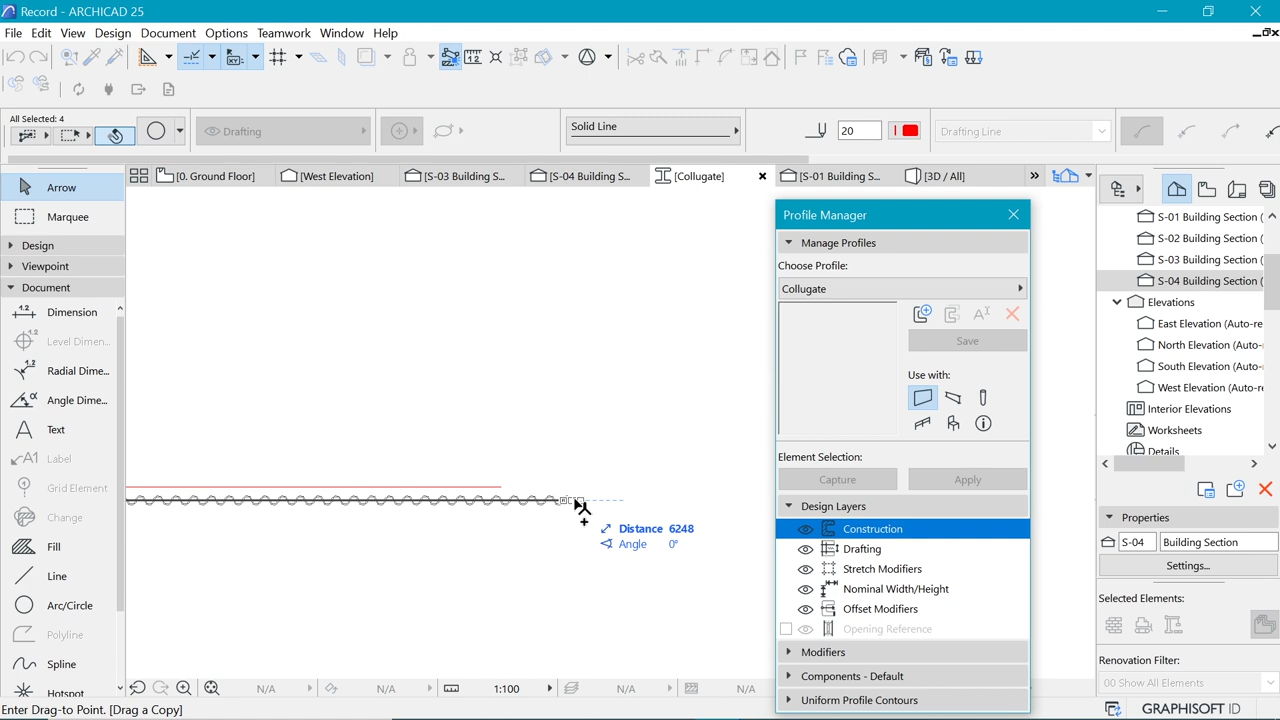 Record - ARCHICAD 25
File Edit View Design Document Options Teamwork Window Help
All Selected: 4
Drafting
Solid Line
20
Drafting Line
[0. Ground Floor]
[West Elevation]
[S-03 Building S...
[S-04 Building S...
[Collugate]
[S-01 Building S...
[3D / All]
Arrow
Marquee
Design
Viewpoint
Document
Dimension
Level Dimen...
Radial Dime...
Angle Dime...
Text
Label
Grid Element
Change
Fill
Line
Arc/Circle
Polyline
Spline
Hotspot
Distance 6248
Angle 0°
Profile Manager
Manage Profiles
Choose Profile:
Collugate
Save
Use with:
Element Selection:
Capture
Apply
Design Layers
Construction
Drafting
Stretch Modifiers
Nominal Width/Height
Offset Modifiers
Opening Reference
Modifiers
Components - Default
Uniform Profile Contours
S-01 Building Section (
S-02 Building Section (
S-03 Building Section (
S-04 Building Section (
Elevations
East Elevation (Auto-re
North Elevation (Auto-
South Elevation (Auto-
West Elevation (Auto-r
Interior Elevations
Worksheets
Details
Properties
S-04
Building Section
Settings...
Selected Elements:
Renovation Filter:
00 Show All Elements
N/A
N/A
1:100
N/A
N/A
Enter Drag-to Point. [Drag a Copy]
GRAPHISOFT ID